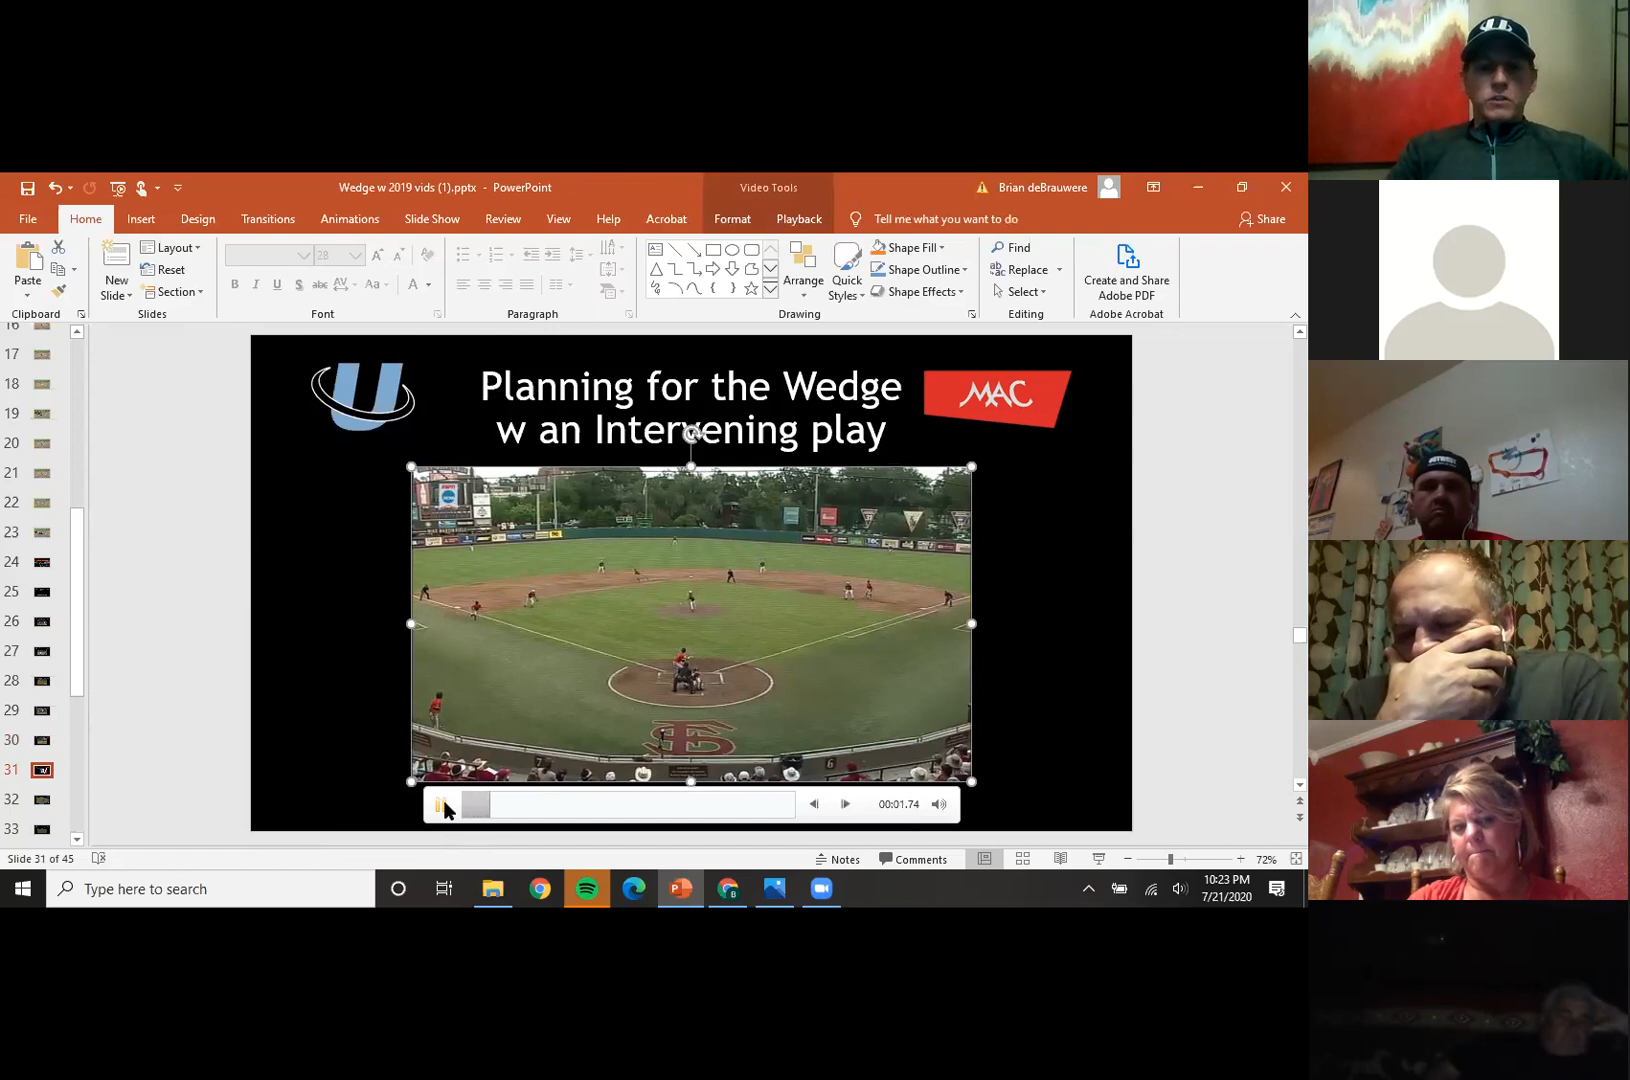 Wedge w 2019 vids (1).pptx - PowerPoint
Video Tools
Brian deBrauwere
File
Home
Insert
Design
Transitions
Animations
Slide Show
Review
View
Help
Acrobat
Format
Playback
Tell me what you want to do
Share
Paste
New
Slide
Layout
Reset
Section
28
B I U S abc AV Aa A
Arrange
Quick
Styles
Shape Fill
Shape Outline
Shape Effects
Find
Replace
Select
Create and Share
Adobe PDF
Clipboard
Slides
Font
Paragraph
Drawing
Editing
Adobe Acrobat
16
17
18
19
20
21
22
23
24
25
26
27
28
29
30
31
32
33
U
Planning for the Wedge
w an Intervening play
MAC
00:01.74
Slide 31 of 45
Notes
Comments
72%
Type here to search
10:23 PM
7/21/2020